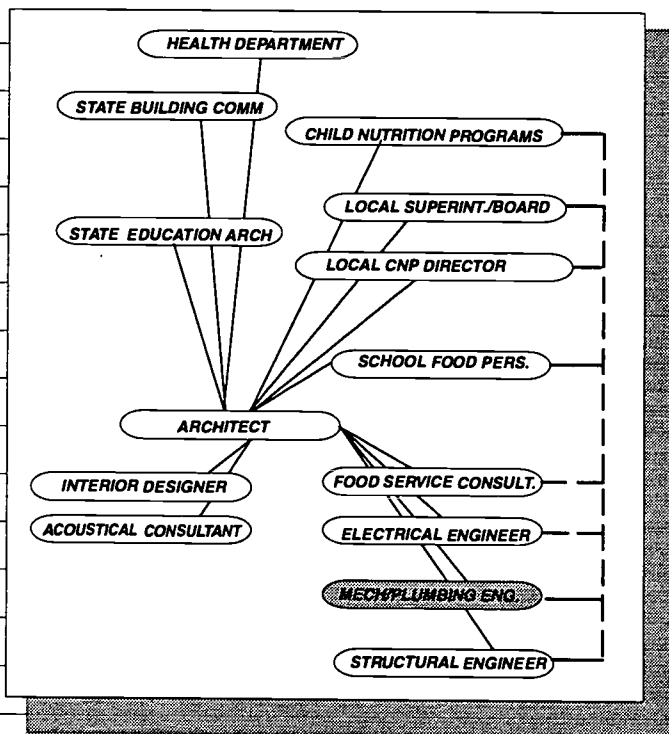 HEALTH DEPARTMENT
STATE BUILDING COMM
CHILD NUTRITION PROGRAMS
LOCAL SUPERINT./BOARD
STATE EDUCATION ARCH
LOCAL CNP DIRECTOR
SCHOOL FOOD PERS.
ARCHITECT
INTERIOR DESIGNER
FOOD SERVICE CONSULT.
ACOUSTICAL CONSULTANT
ELECTRICAL ENGINEER
MECH/PLUMBING ENG.
STRUCTURAL ENGINEER